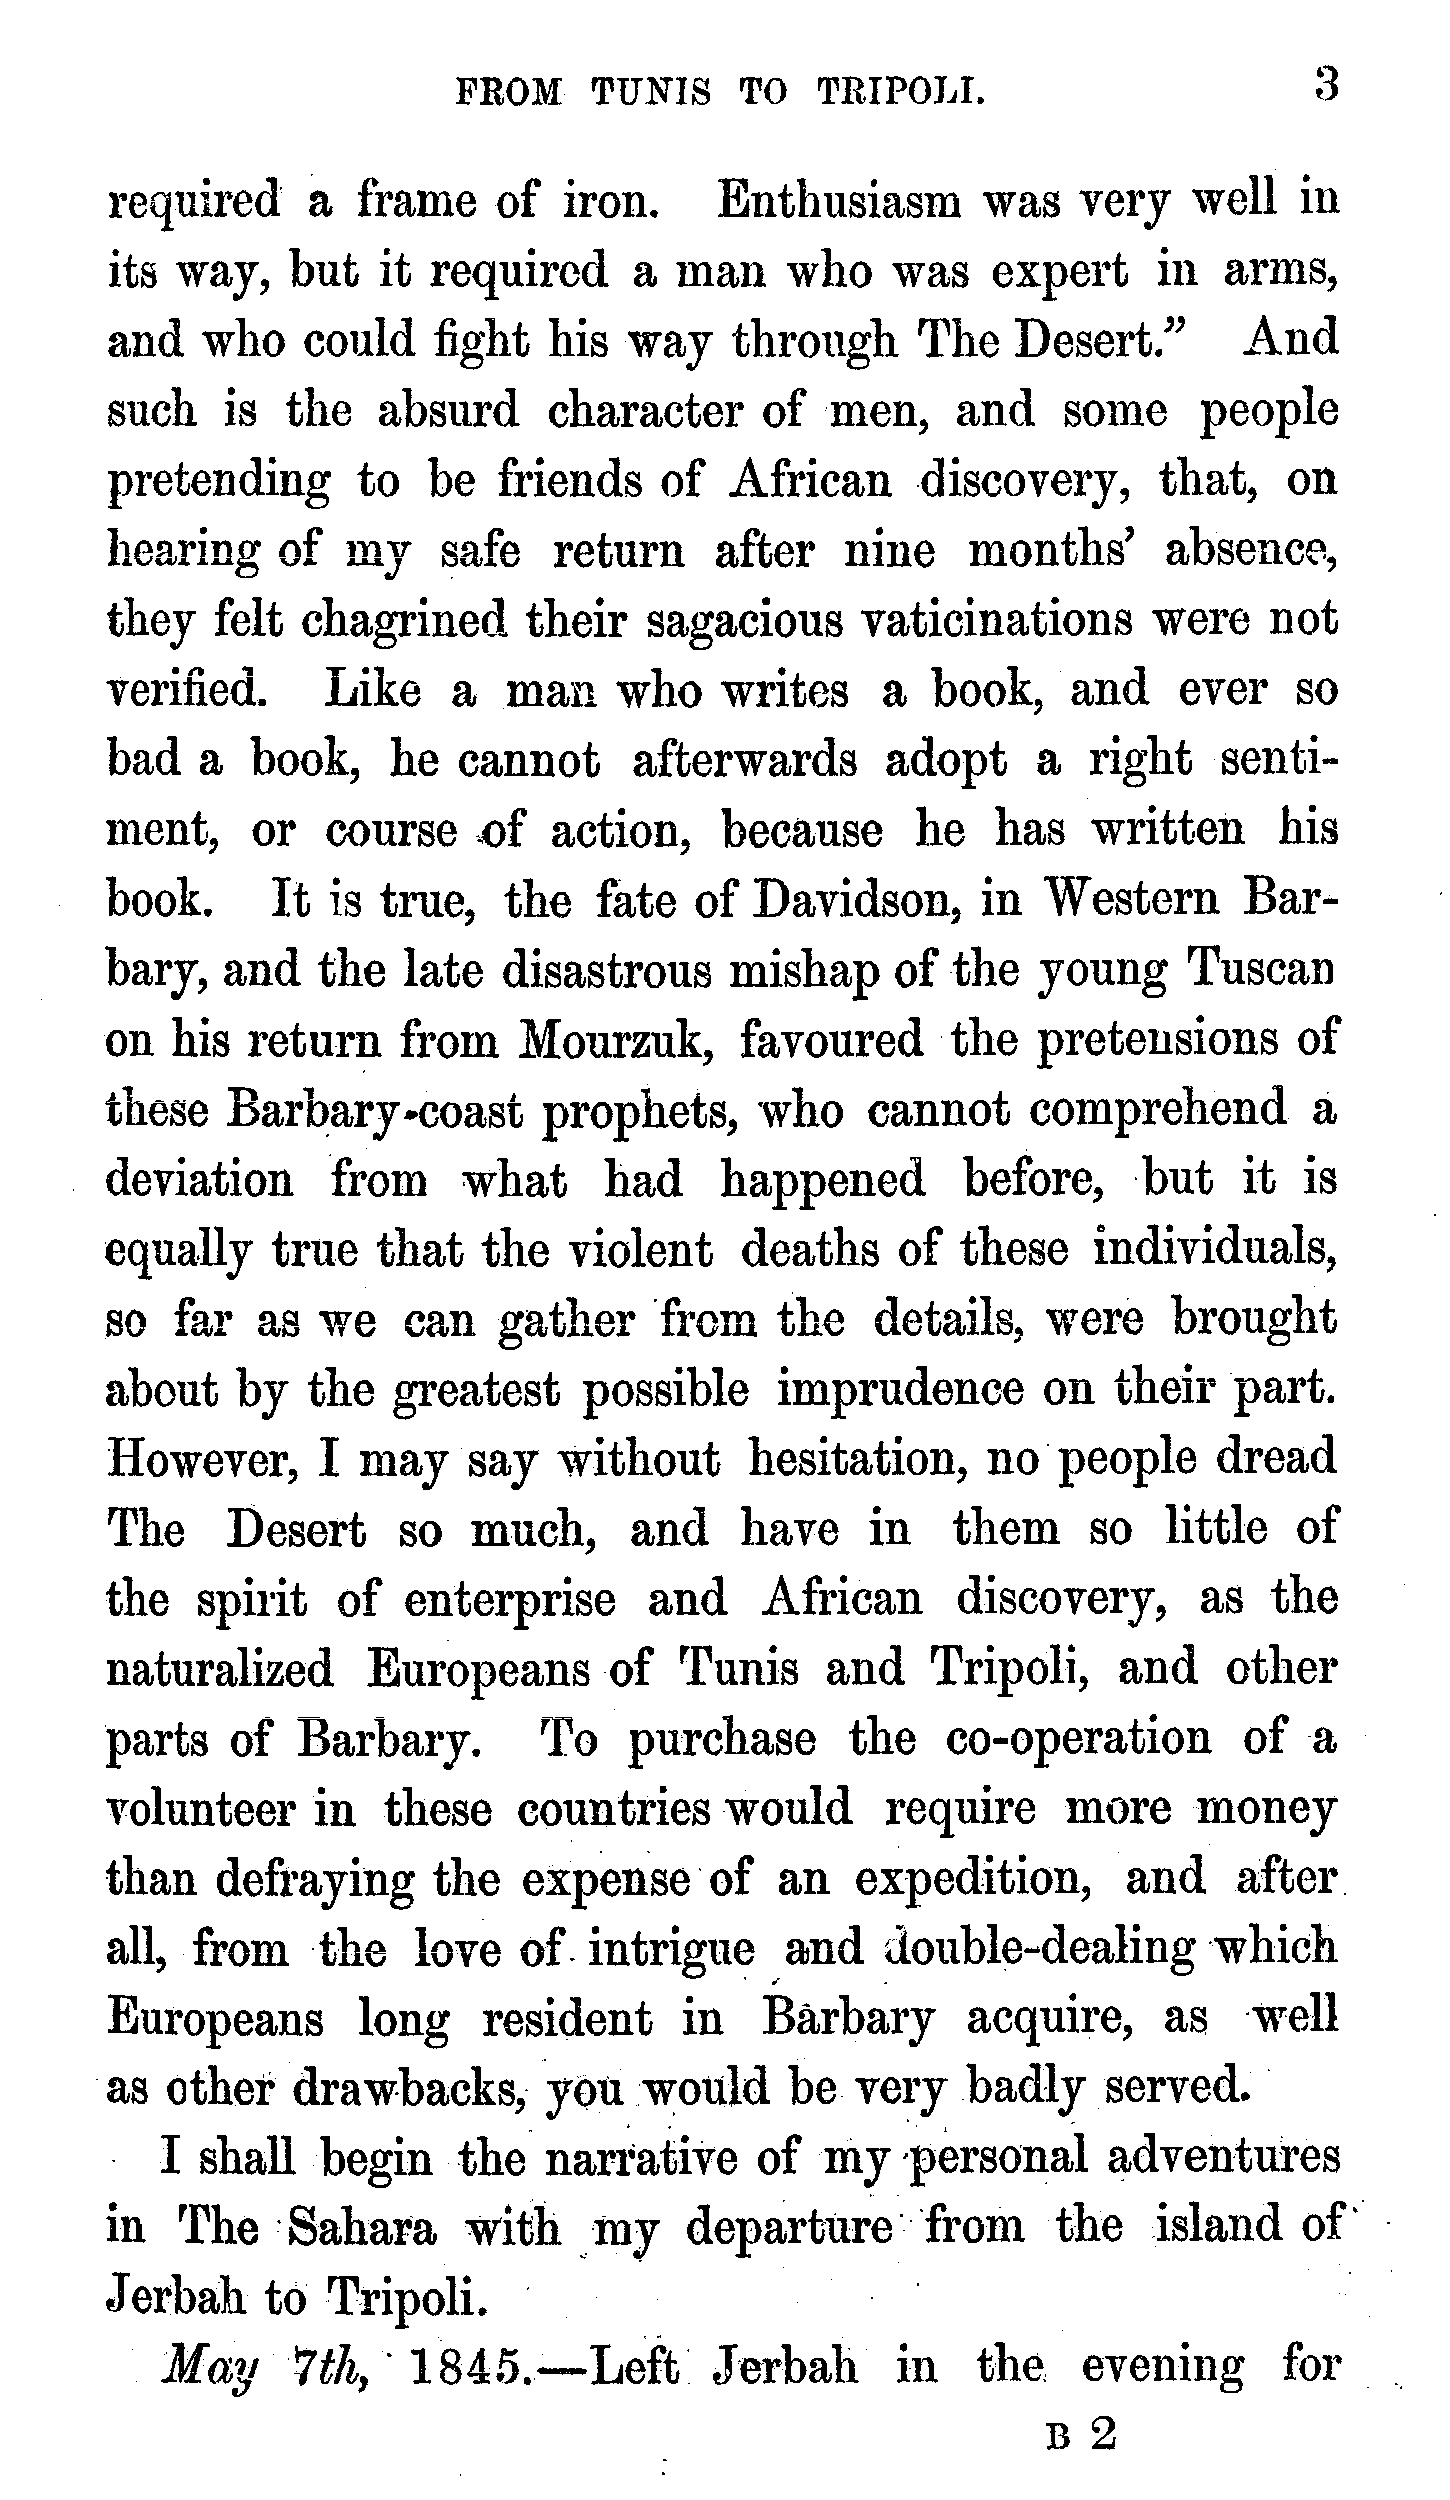 FROM TUNIS TO TRIPOLI. 3
required a frame of iron. Enthusiasm was very well in
its way, but it required a man who was expert in arms,
and who could fight his way through The Desert.” And
such is the absurd character of men, and some people
pretending to be friends of African discovery, that, on
hearing of my safe return after nine months’ absence,
they felt chagrined their sagacious vaticinations were not
verified. Like a man who writes a book, and ever so
bad a book, he cannot afterwards adopt a right senti-
ment, or course of action, because he has written his
book. It is true, the fate of Davidson, in Western Bar-
bary, and the late disastrous mishap of the young Tuscan
on his return from Mourzuk, favoured the pretensions of
these Barbary-coast prophets, who cannot comprehend a
deviation from what had happened before, but it is
equally true that the violent deaths of these individuals,
so far as we can gather from the details, were brought
about by the greatest possible imprudence on their part.
However, I may say without hesitation, no people dread
The Desert so much, and have in them so little of
the spirit of enterprise and African discovery, as the
naturalized Europeans of Tunis and Tripoli, and other
parts of Barbary. To purchase the co-operation of a
volunteer in these countries would require more money
than defraying the expense of an expedition, and after
all, from the love of intrigue and double-dealing which
Europeans long resident in Barbary acquire, as well
as other drawbacks, you would be very badly served.
I shall begin the narrative of my personal adventures
in The Sahara with my departure from the island of
Jerbah to Tripoli.
May 7th, 1845.—Left Jerbah in the evening for
B 2